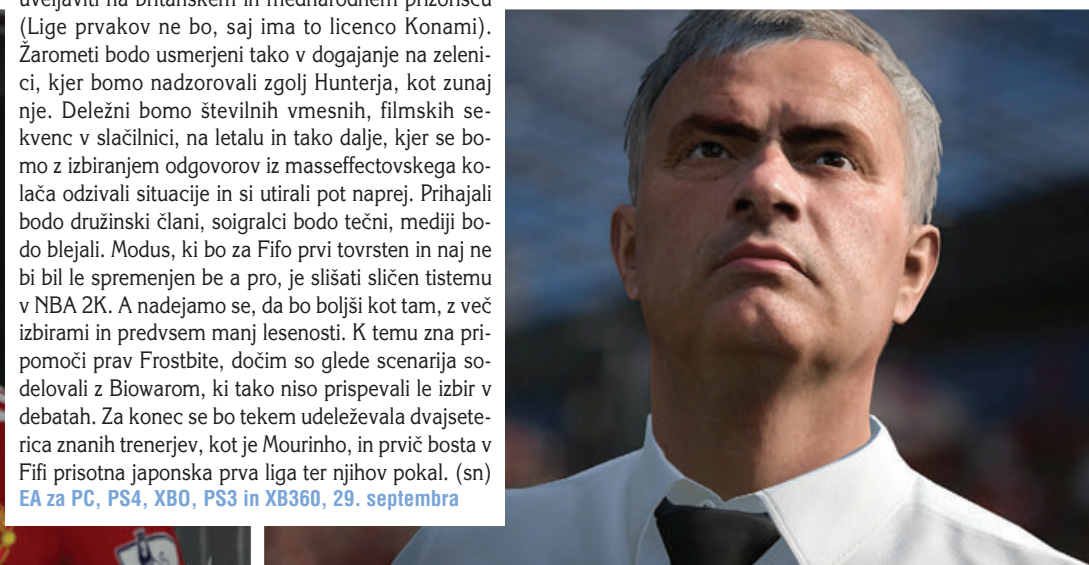 uveljaviti na britanskem in mednarodnem prizorišču
(Lige prvakov ne bo, saj ima to licenco Konami).
Žarometi bodo usmerjeni tako v dogajanje na zeleni-
ci, kjer bomo nadzorovali zgolj Hunterja, kot zunaj
nje. Deležni bomo številnih vmesnih, filmskih se-
kvenc v slačilnici, na letalu in tako dalje, kjer se bo-
mo z izbiranjem odgovorov iz masseffectovskega ko-
lača odzivali situacije in si utirali pot naprej. Prihajali
bodo družinski člani, soigralci bodo tečni, mediji bo-
do blejali. Modus, ki bo za Fifo prvi tovrsten in naj ne
bi bil le spremenjen be a pro, je slišati sličen tistemu
v NBA 2K. A nadejamo se, da bo boljši kot tam, z več
izbirami in predvsem manj lesenosti. K temu zna pri-
pomoči prav Frostbite, dočim so glede scenarija so-
delovali z Biowarom, ki tako niso prispevali le izbir v
debatah. Za konec se bo tekem udeleževala dvajsete-
rica znanih trenerjev, kot je Mourinho, in prvič bosta v
Fifi prisotna japonska prva liga ter njihov pokal. (sn)
EA za PC, PS4, XBO, PS3 in XB360, 29. septembra